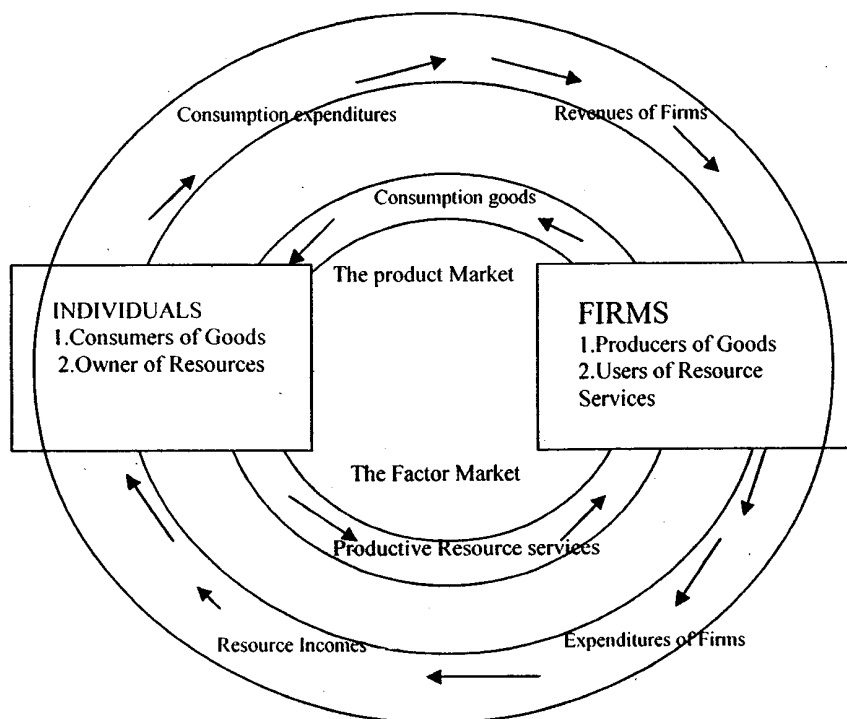 Consumption expenditures
Revenues of Firms
Consumption goods
The product Market
INDIVIDUALS
1.Consumers of Goods
2.Owner of Resources
FIRMS
1.Producers of Goods
2.Users of Resource
Services
The Factor Market
Productive Resource services
Resource Incomes
Expenditures of Firms